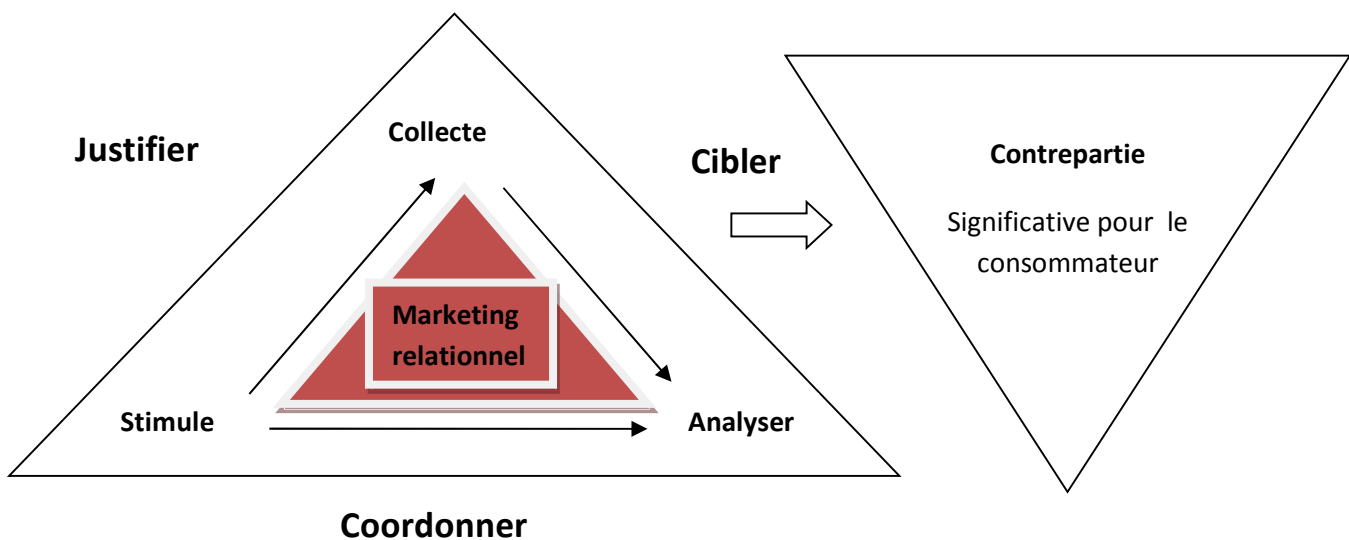 Justifier
Collecte
Cibler
Contrepartie
Significative pour le
consommateur
Marketing
relationnel
Stimule
Analyser
Coordonner